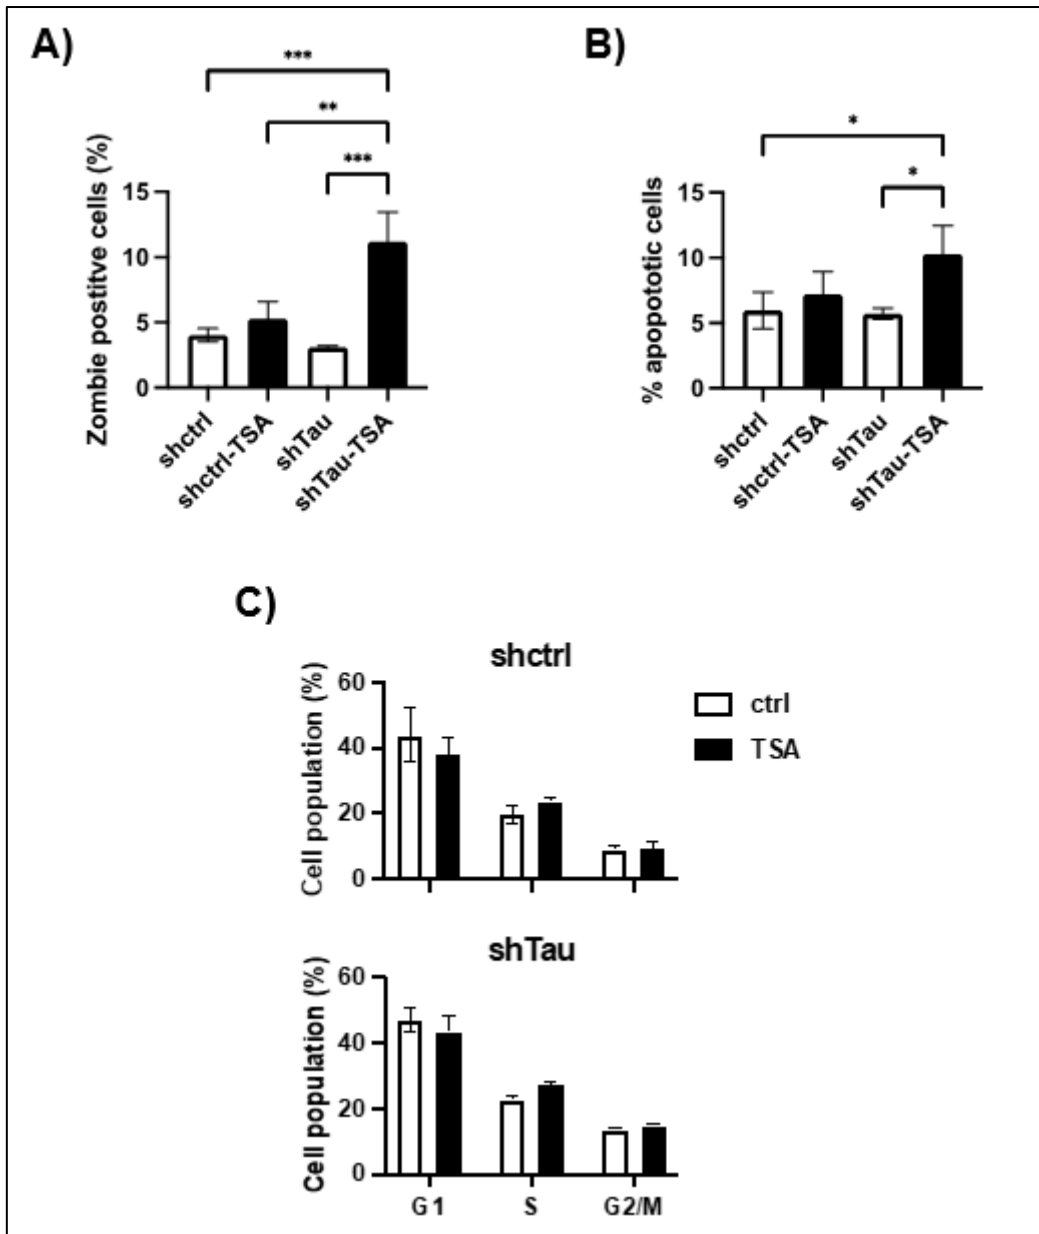 A)
***
**
***
Zombie postitve cells (%)
15
10
5
0
shctrl
shctrl-TSA
shTau
shTau-TSA
B)
*
*
% apopototic cells
15
10
5
0
shctrl
shctrl-TSA
shTau
shTau-TSA
C)
shctrl
Cell population (%)
60
40
20
0
ctrl
TSA
shTau
Cell population (%)
60
40
20
0
G1
S
G2/M